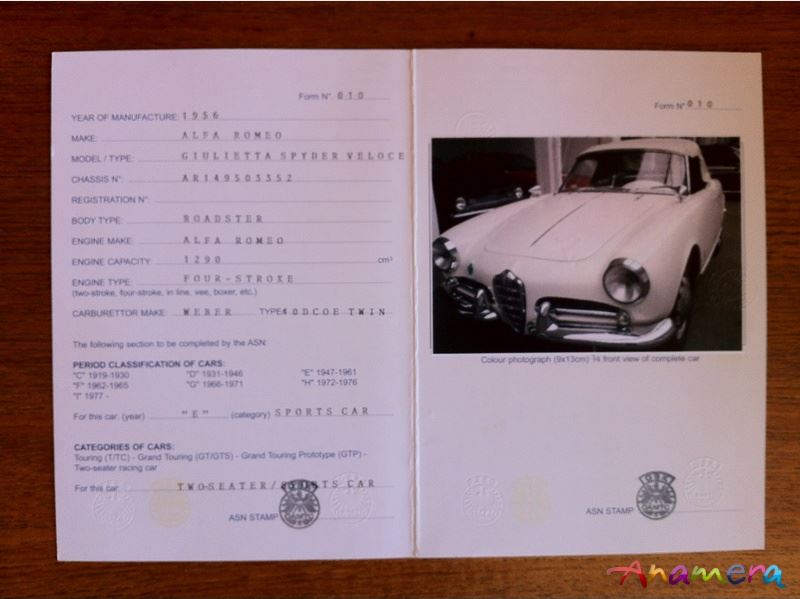 Form N°. 010
YEAR OF MANUFACTURE: 1956
MAKE: ALFA ROMEO
MODEL / TYPE: GIULIETTA SPYDER VELOCE
CHASSIS N°: AR149503352
REGISTRATION N°:
BODY TYPE: ROADSTER
ENGINE MAKE: ALFA ROMEO
ENGINE CAPACITY: 1290 cm³
ENGINE TYPE: FOUR-STROKE
(two-stroke, four-stroke, in line, vee, boxer, etc.)
CARBURETTOR MAKE: WEBER TYPE: 40DCOE TWIN
The following section to be completed by the ASN:
PERIOD CLASSIFICATION OF CARS:
"C" 1919-1930 "D" 1931-1946 "E" 1947-1961
"F" 1962-1965 "G" 1966-1971 "H" 1972-1976
"I" 1977 -
For this car: (year) "E" (category) SPORTS CAR
CATEGORIES OF CARS:
Touring (T/TC) - Grand Touring (GT/GTS) - Grand Touring Prototype (GTP) -
Two-seater racing car
For this car: TWO-SEATER/SPORTS CAR
ASN STAMP
Form N° 010
Colour photograph (9x13cm) ¾ front view of complete car
ASN STAMP
Anamera